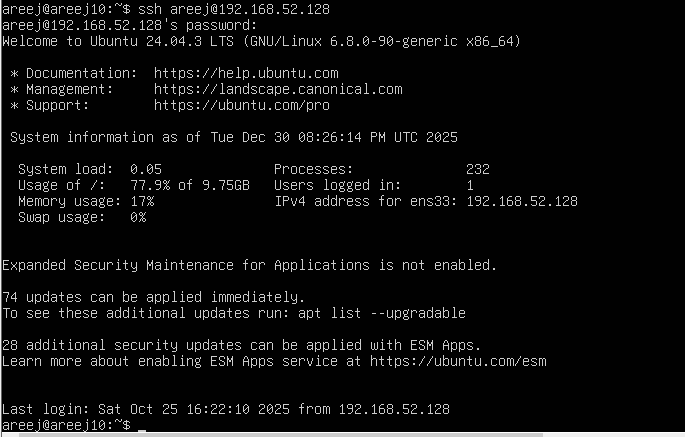 areej@areej10:~$ ssh areej@192.168.52.128
areej@192.168.52.128's password:
Welcome to Ubuntu 24.04.3 LTS (GNU/Linux 6.8.0-90-generic x86_64)

 * Documentation:  https://help.ubuntu.com
 * Management:     https://landscape.canonical.com
 * Support:        https://ubuntu.com/pro

 System information as of Tue Dec 30 08:26:14 PM UTC 2025

  System load:  0.05              Processes:              232
  Usage of /:   77.9% of 9.75GB   Users logged in:        1
  Memory usage: 17%               IPv4 address for ens33: 192.168.52.128
  Swap usage:   0%

Expanded Security Maintenance for Applications is not enabled.

74 updates can be applied immediately.
To see these additional updates run: apt list --upgradable

28 additional security updates can be applied with ESM Apps.
Learn more about enabling ESM Apps service at https://ubuntu.com/esm

Last login: Sat Oct 25 16:22:10 2025 from 192.168.52.128
areej@areej10:~$ _